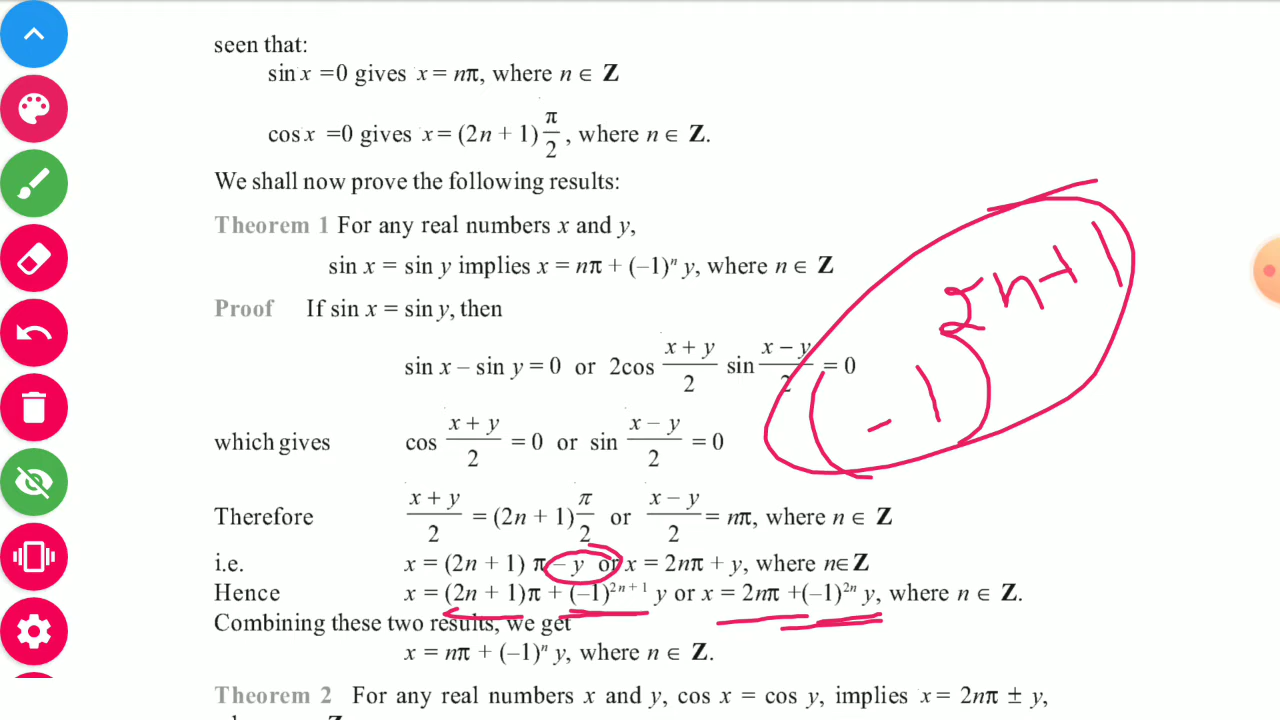 seen that:
sin x = 0 gives x = nπ, where n ∈ Z
cos x = 0 gives x = (2n + 1) π/2, where n ∈ Z.
We shall now prove the following results:
Theorem 1 For any real numbers x and y,
sin x = sin y implies x = nπ + (–1)ⁿ y, where n ∈ Z
Proof If sin x = sin y, then
sin x – sin y = 0 or 2cos (x + y)/2 sin (x – y)/2 = 0
which gives cos (x + y)/2 = 0 or sin (x – y)/2 = 0
Therefore (x + y)/2 = (2n + 1) π/2 or (x – y)/2 = nπ, where n ∈ Z
i.e. x = (2n + 1) π – y or x = 2nπ + y, where n∈ Z
Hence x = (2n + 1)π + (–1)²ⁿ⁺¹ y or x = 2nπ +(–1)²ⁿ y, where n ∈ Z.
Combining these two results, we get
x = nπ + (–1)ⁿ y, where n ∈ Z.
Theorem 2 For any real numbers x and y, cos x = cos y, implies x = 2nπ ± y,
(-1)²ⁿ⁺¹